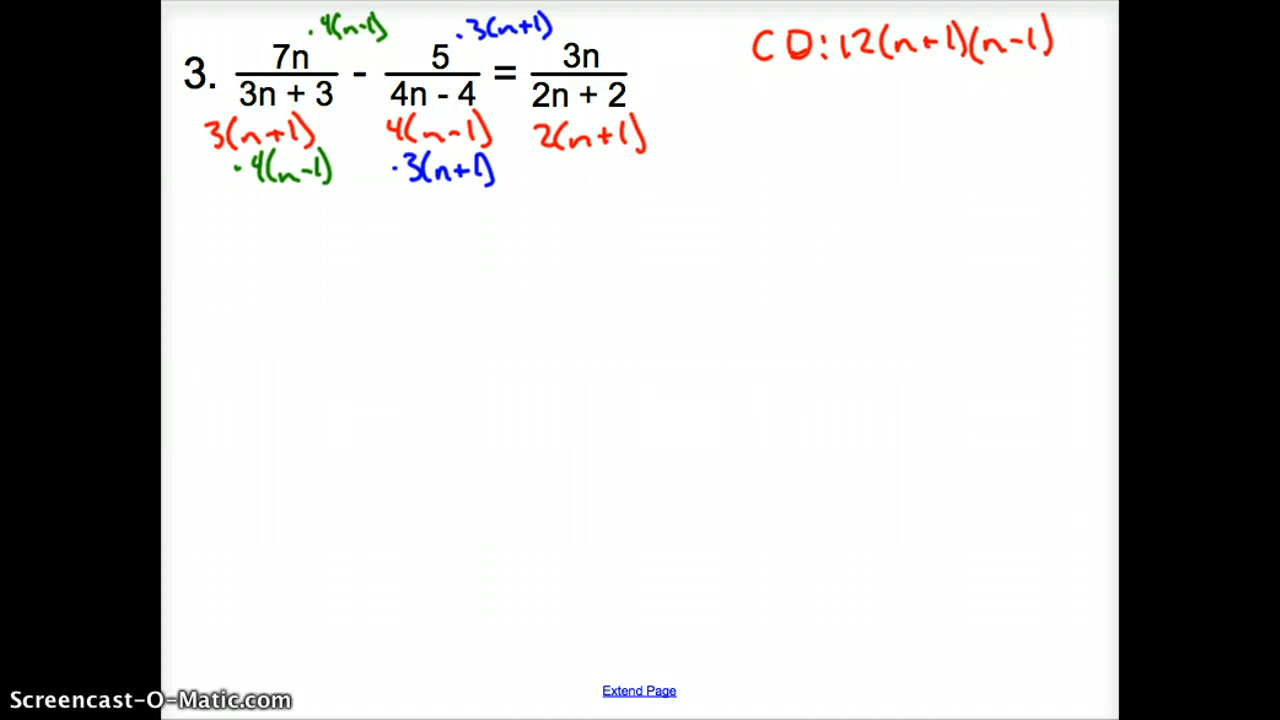 · 4(n-1) · 3(n+1) CD: 12(n+1)(n-1)
3. 7n/3n + 3 - 5/4n - 4 = 3n/2n + 2
3(n+1) 4(n-1) 2(n+1)
· 4(n-1) · 3(n+1)
Extend Page
Screencast-O-Matic.com